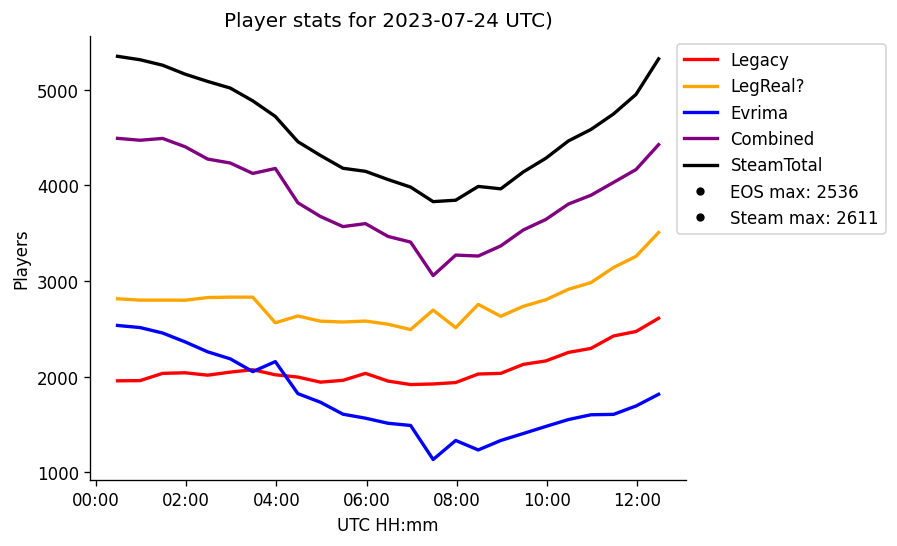 Player stats for 2023-07-24 UTC)
Legacy
LegReal?
Evrima
Combined
SteamTotal
EOS max: 2536
Steam max: 2611
Players
5000
4000
3000
2000
1000
00:00 02:00 04:00 06:00 08:00 10:00 12:00
UTC HH:mm